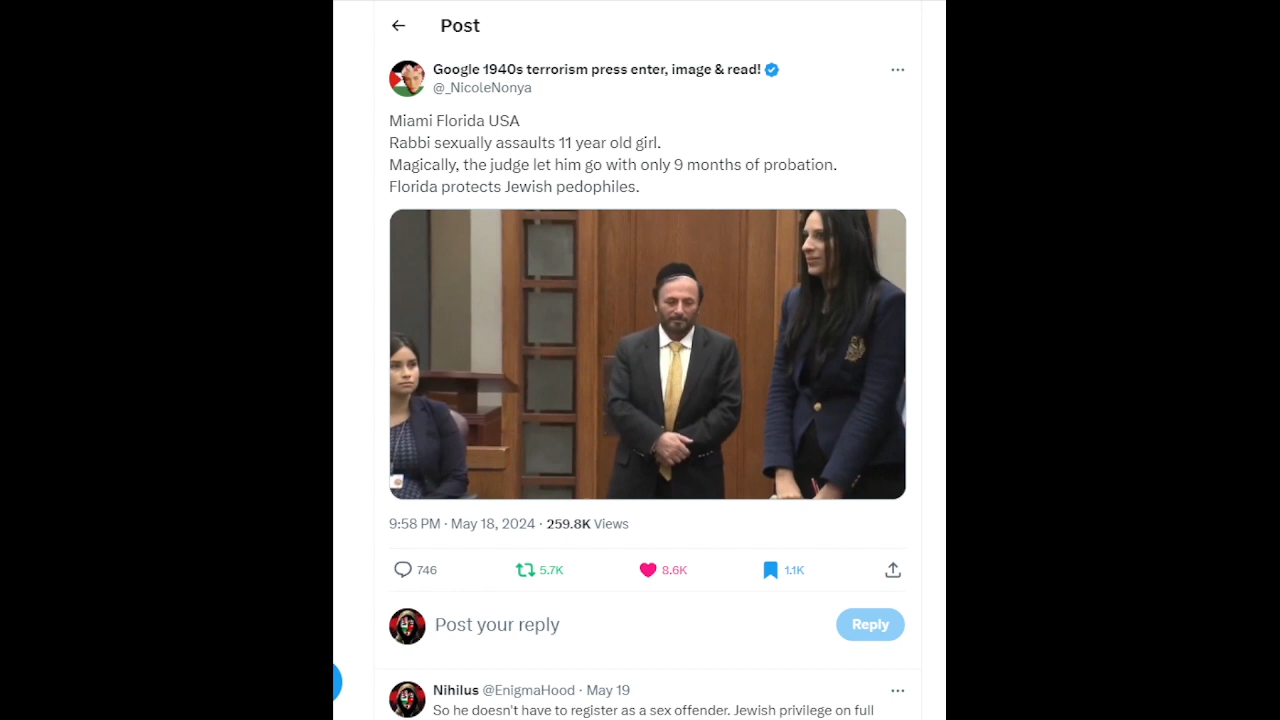 Post
Google 1940s terrorism press enter, image & read!
@_NicoleNonya
Miami Florida USA
Rabbi sexually assaults 11 year old girl.
Magically, the judge let him go with only 9 months of probation.
Florida protects Jewish pedophiles.
9:58 PM · May 18, 2024 · 259.8K Views
746 5.7K 8.6K 1.1K
Post your reply
Reply
Nihilus @EnigmaHood · May 19
So he doesn't have to register as a sex offender. Jewish privilege on full